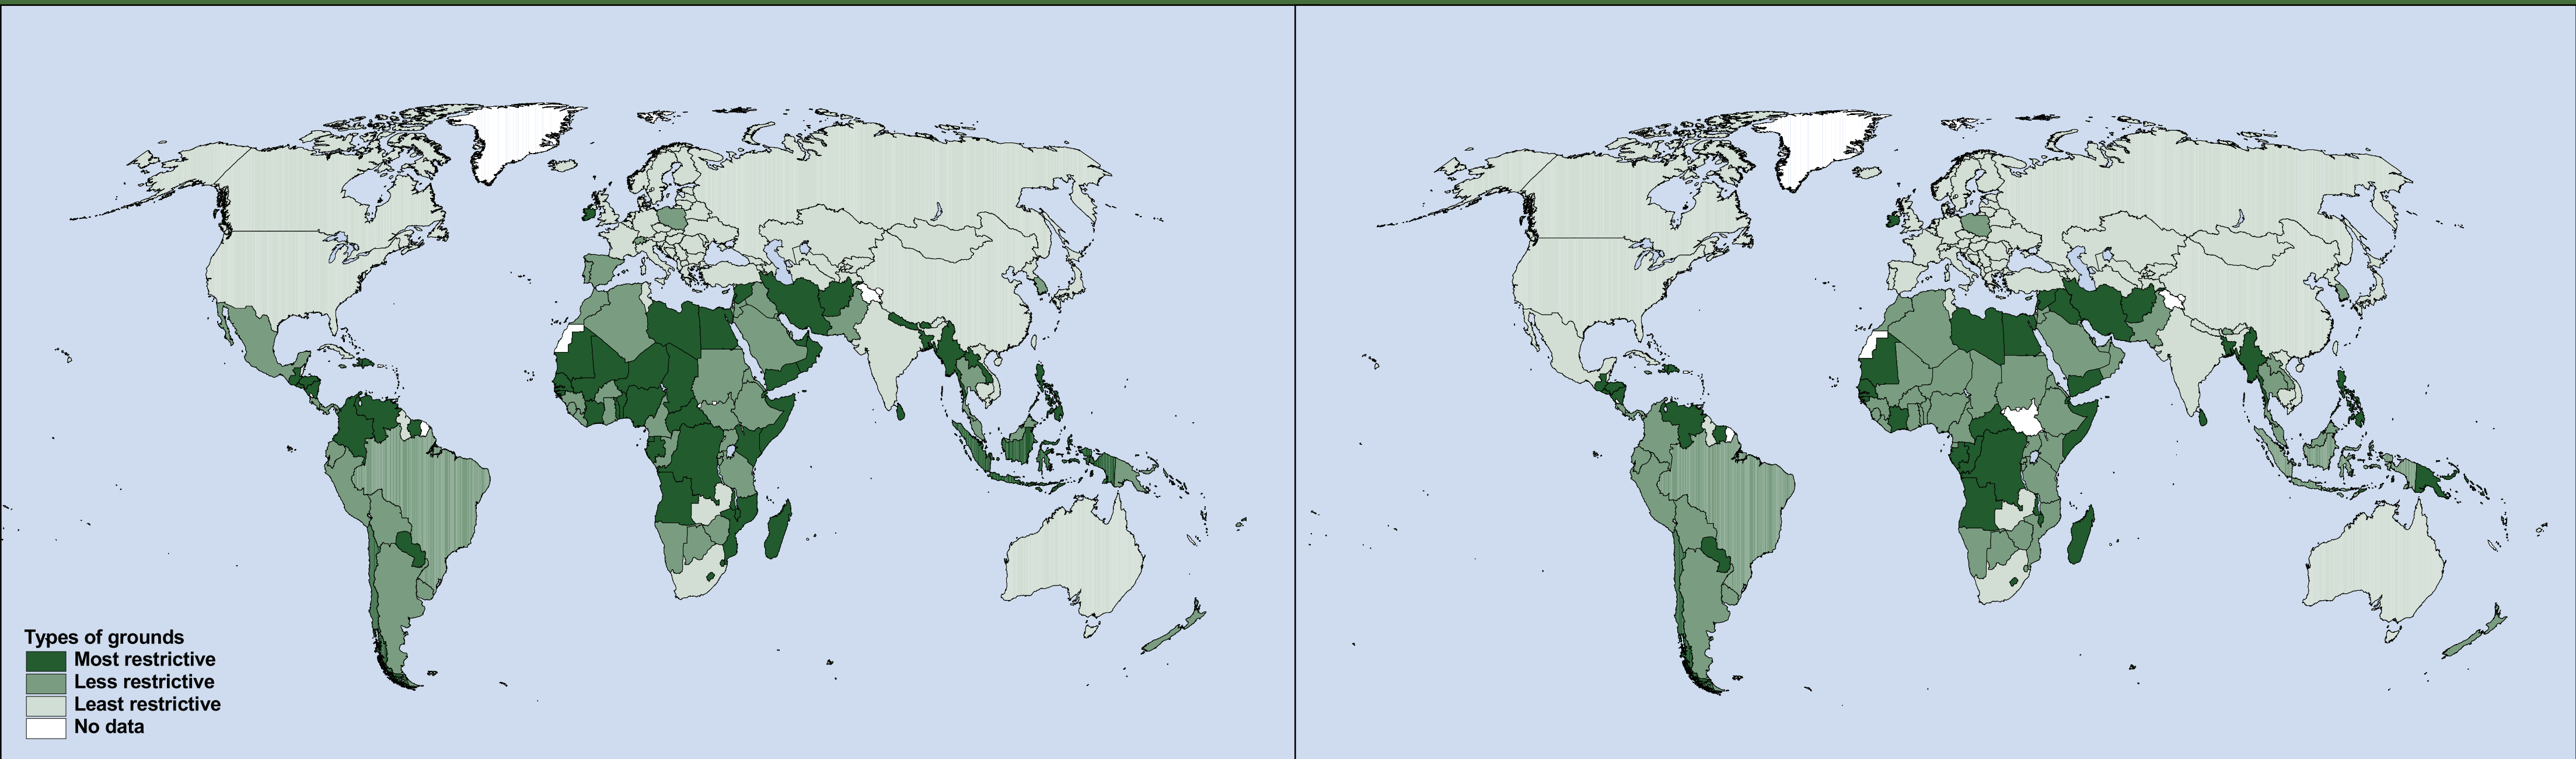 Types of grounds
Most restrictive
Less restrictive
Least restrictive
No data